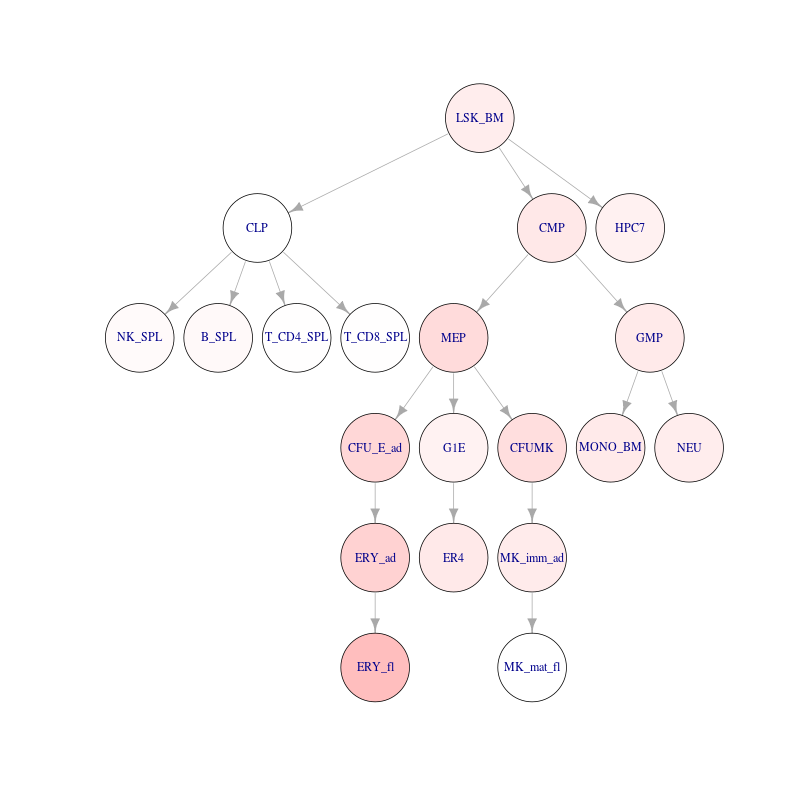 LSK_BM
CLP
CMP
HPC7
NK_SPL
B_SPL
T_CD4_SPL
T_CD8_SPL
MEP
GMP
CFU_E_ad
G1E
CFUMK
MONO_BM
NEU
ERY_ad
ER4
MK_imm_ad
ERY_fl
MK_mat_fl